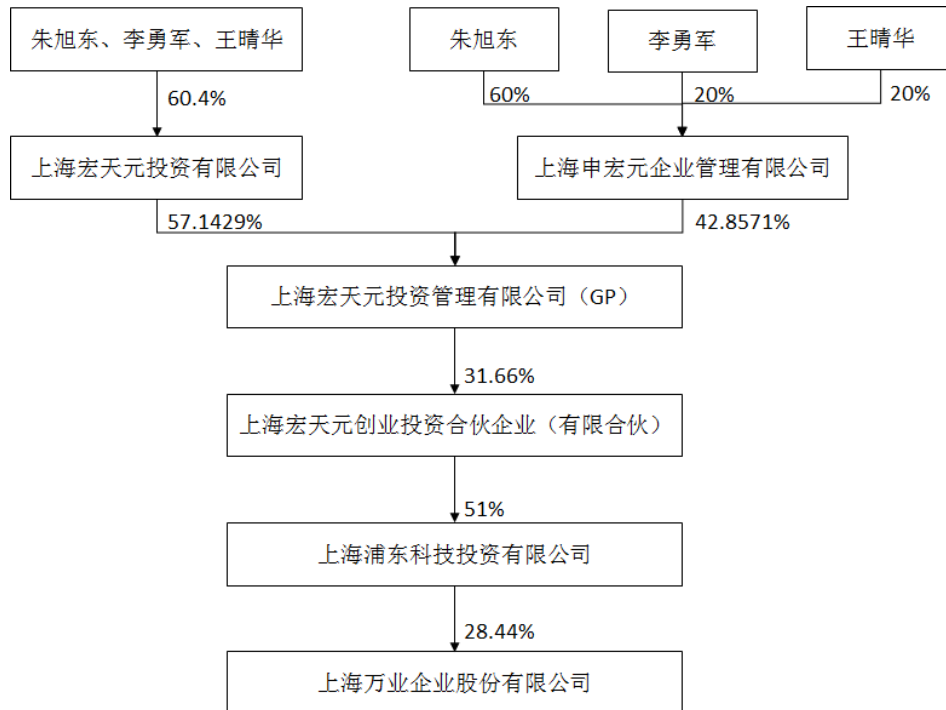 朱旭东、李勇军、王晴华
朱旭东
李勇军
王晴华
60.4%
60%
20%
20%
上海宏天元投资有限公司
上海申宏元企业管理有限公司
57.1429%
42.8571%
上海宏天元投资管理有限公司（GP）
31.66%
上海宏天元创业投资合伙企业（有限合伙）
51%
上海浦东科技投资有限公司
28.44%
上海万业企业股份有限公司